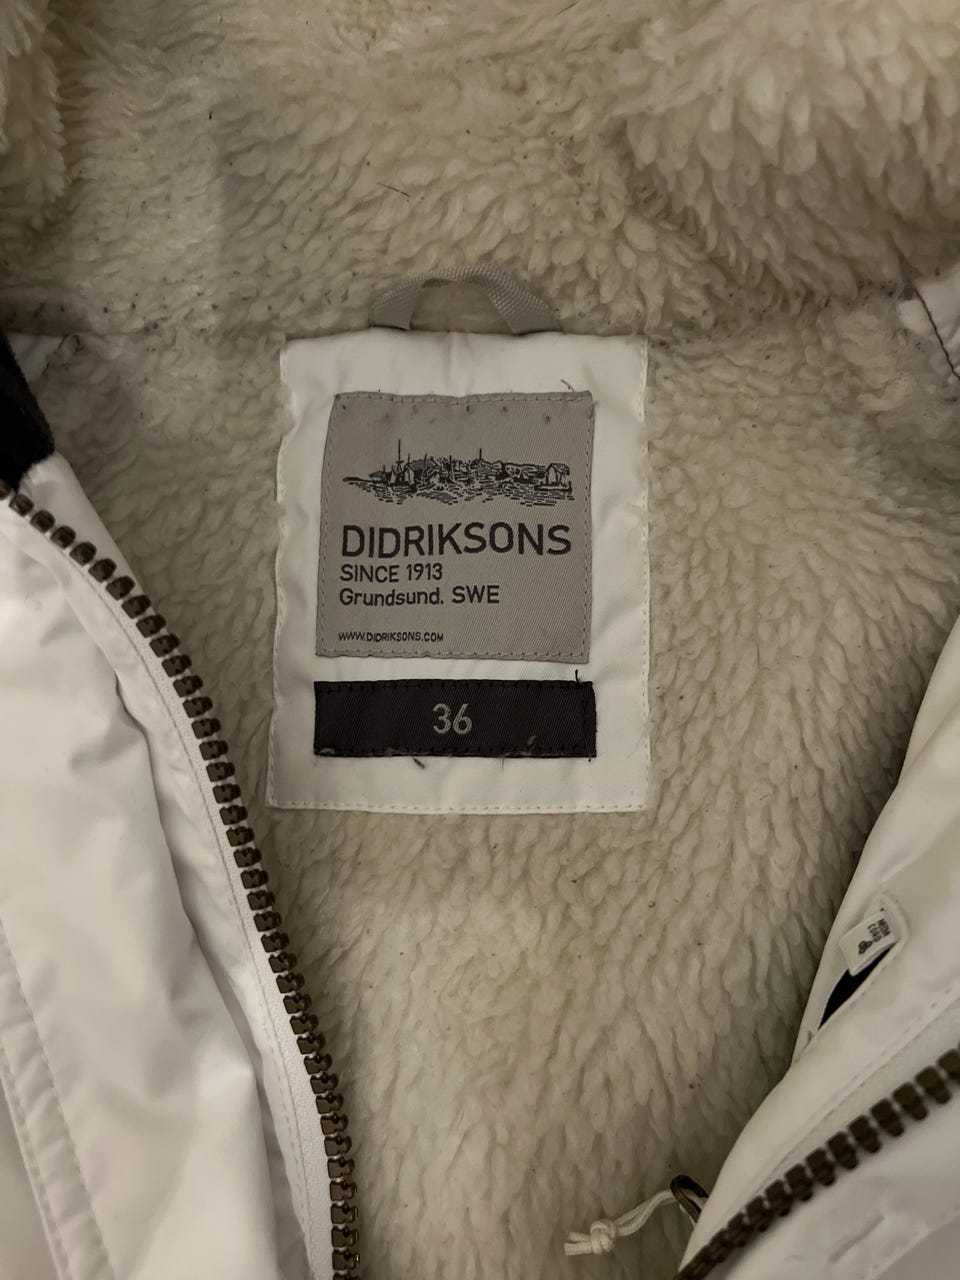 DIDRIKSONS
SINCE 1913
Grundsund. SWE
WWW.DIDRIKSONS.COM
36